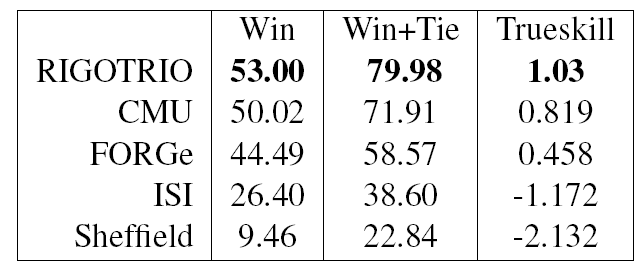 Win Win+Tie Trueskill
RIGOTRIO 53.00 79.98 1.03
CMU 50.02 71.91 0.819
FORGe 44.49 58.57 0.458
ISI 26.40 38.60 -1.172
Sheffield 9.46 22.84 -2.132